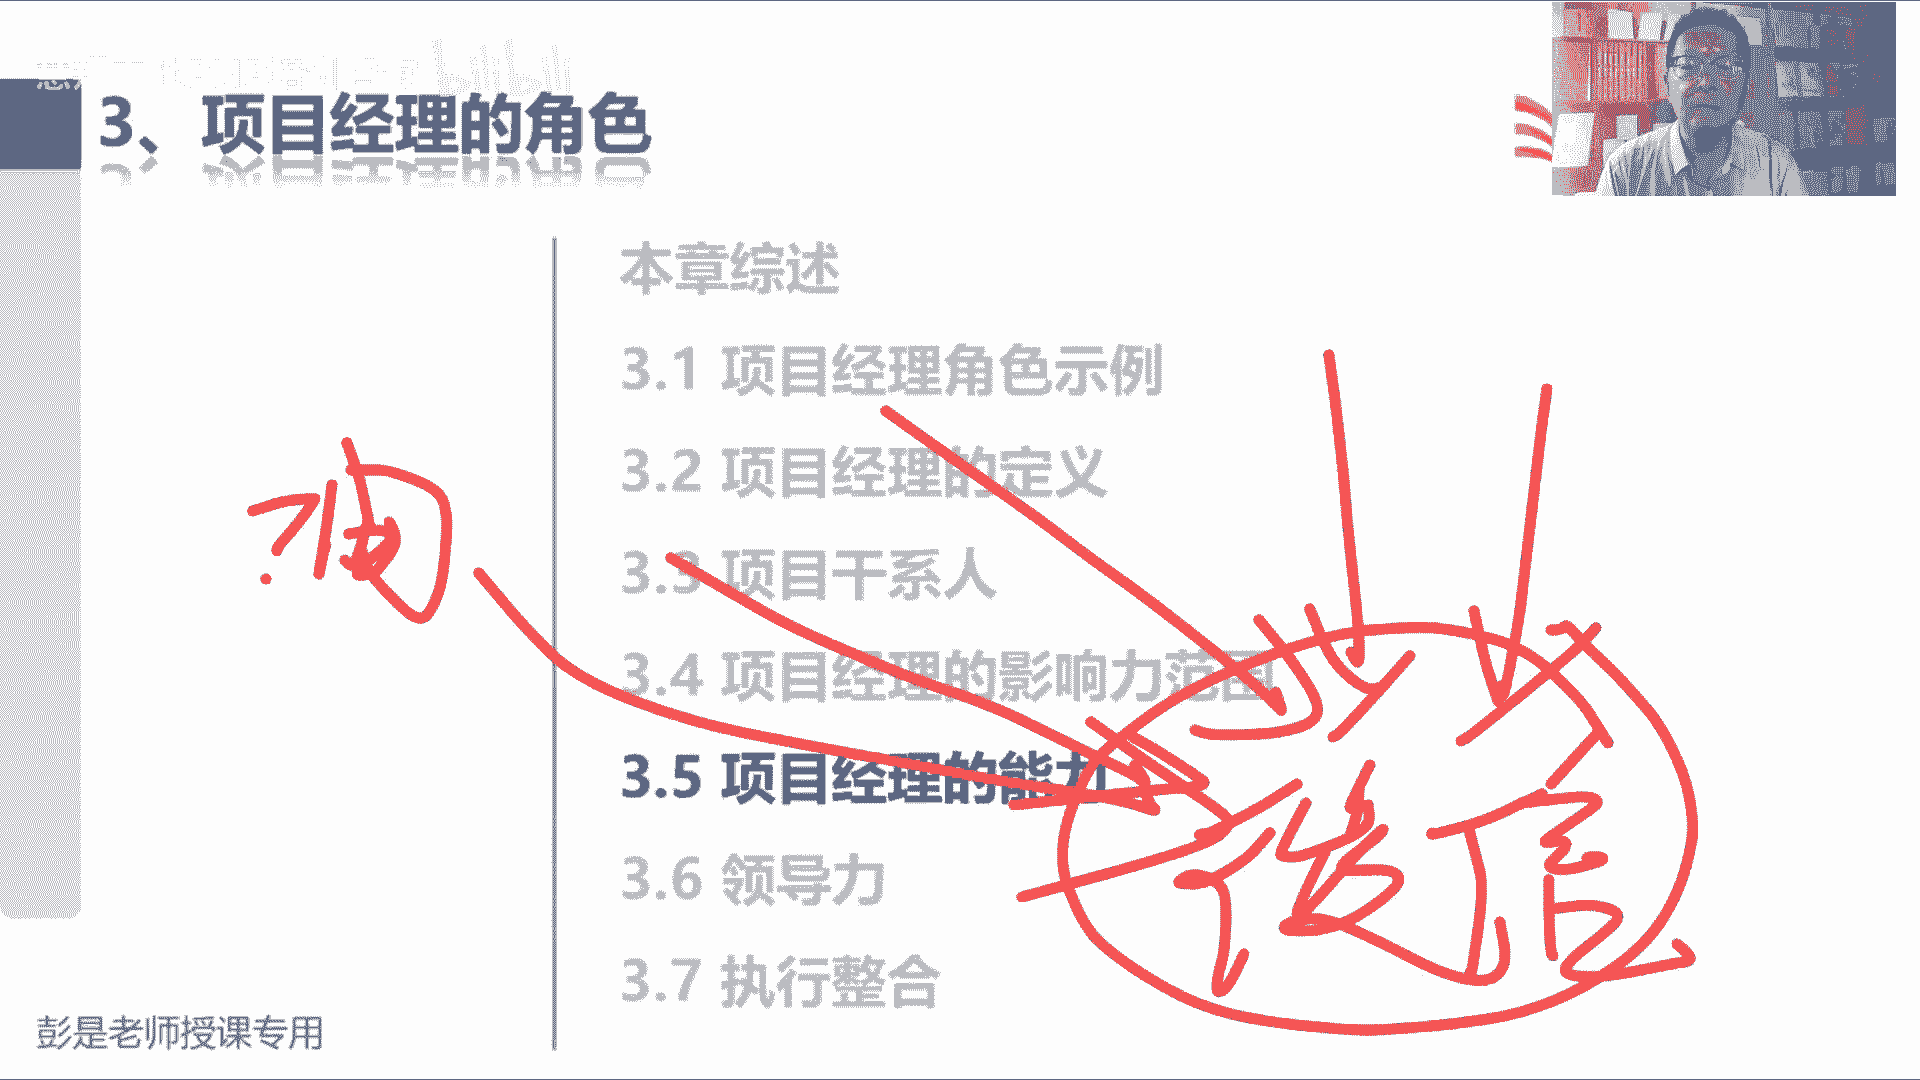 bilibili
3、项目经理的角色
本章综述
3.1 项目经理角色示例
3.2 项目经理的定义
3.3 项目干系人
3.4 项目经理的影响力范围
3.5 项目经理的能力
3.6 领导力
3.7 执行整合
彭是老师授课专用